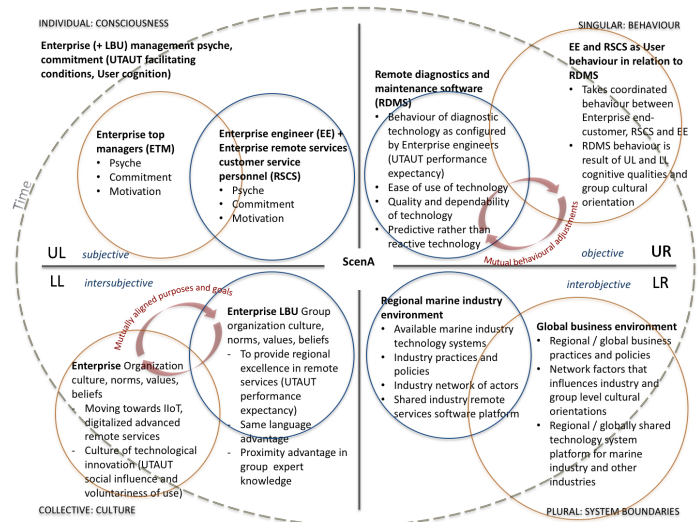 INDIVIDUAL: CONSCIOUSNESS
SINGULAR: BEHAVIOUR
Enterprise (+ LBU) management psyche,
commitment (UTAUT facilitating
conditions, User cognition)
Enterprise top
managers (ETM)
• Psyche
• Commitment
• Motivation
Enterprise engineer (EE) +
Enterprise remote services
customer service
personnel (RSCS)
• Psyche
• Commitment
• Motivation
Remote diagnostics and
maintenance software
(RDMS)
• Behaviour of diagnostic
technology as configured
by Enterprise engineers
(UTAUT performance
expectancy)
• Ease of use of technology
• Quality and dependability
of technology
• Predictive rather than
reactive technology
EE and RSCS as User
behaviour in relation to
RDMS
• Takes coordinated
behaviour between
Enterprise end-
customer, RSCS and EE
• RDMS behaviour is
result of UL and LL
cognitive qualities and
group cultural
orientation
Mutual behavioural adjustments
Time
UL
subjective
objective
UR
ScenA
LL
intersubjective
interobjective
LR
Mutually aligned purposes and goals
Enterprise Organization
culture, norms, values,
beliefs
- Moving towards IIoT,
digitalized advanced
remote services
- Culture of technological
innovation (UTAUT
social influence and
voluntariness of use)
Enterprise LBU Group
organization culture,
norms, values, beliefs
- To provide regional
excellence in remote
services (UTAUT
performance
expectancy)
- Same language
advantage
- Proximity advantage in
group expert
knowledge
Regional marine industry
environment
• Available marine industry
technology systems
• Industry practices and
policies
• Industry network of actors
• Shared industry remote
services software platform
Global business environment
• Regional / global business
practices and policies
• Network factors that
influences industry and
group level cultural
orientations
• Regional / globally shared
technology system
platform for marine
industry and other
industries
COLLECTIVE: CULTURE
PLURAL: SYSTEM BOUNDARIES